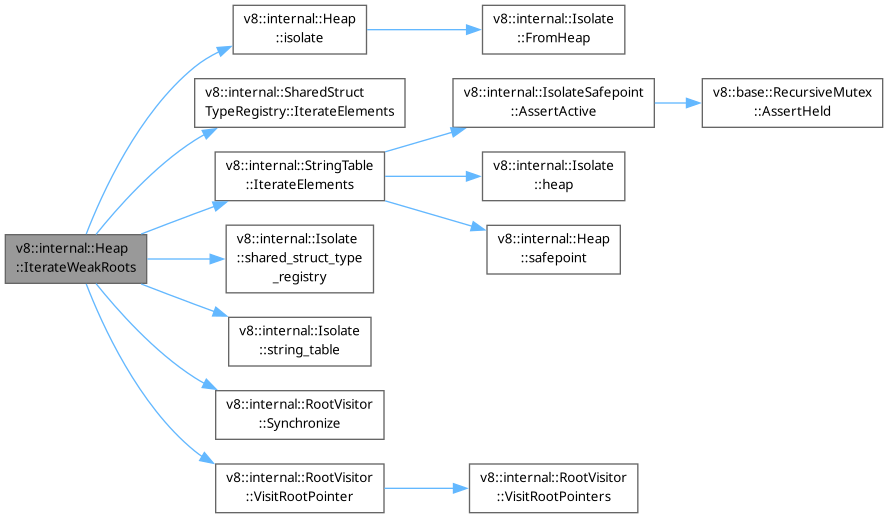 v8::internal::Heap
::IterateWeakRoots
v8::internal::Heap
::isolate
v8::internal::Isolate
::FromHeap
v8::internal::SharedStruct
TypeRegistry::IterateElements
v8::internal::StringTable
::IterateElements
v8::internal::IsolateSafepoint
::AssertActive
v8::base::RecursiveMutex
::AssertHeld
v8::internal::Isolate
::heap
v8::internal::Heap
::safepoint
v8::internal::Isolate
::shared_struct_type
_registry
v8::internal::Isolate
::string_table
v8::internal::RootVisitor
::Synchronize
v8::internal::RootVisitor
::VisitRootPointer
v8::internal::RootVisitor
::VisitRootPointers